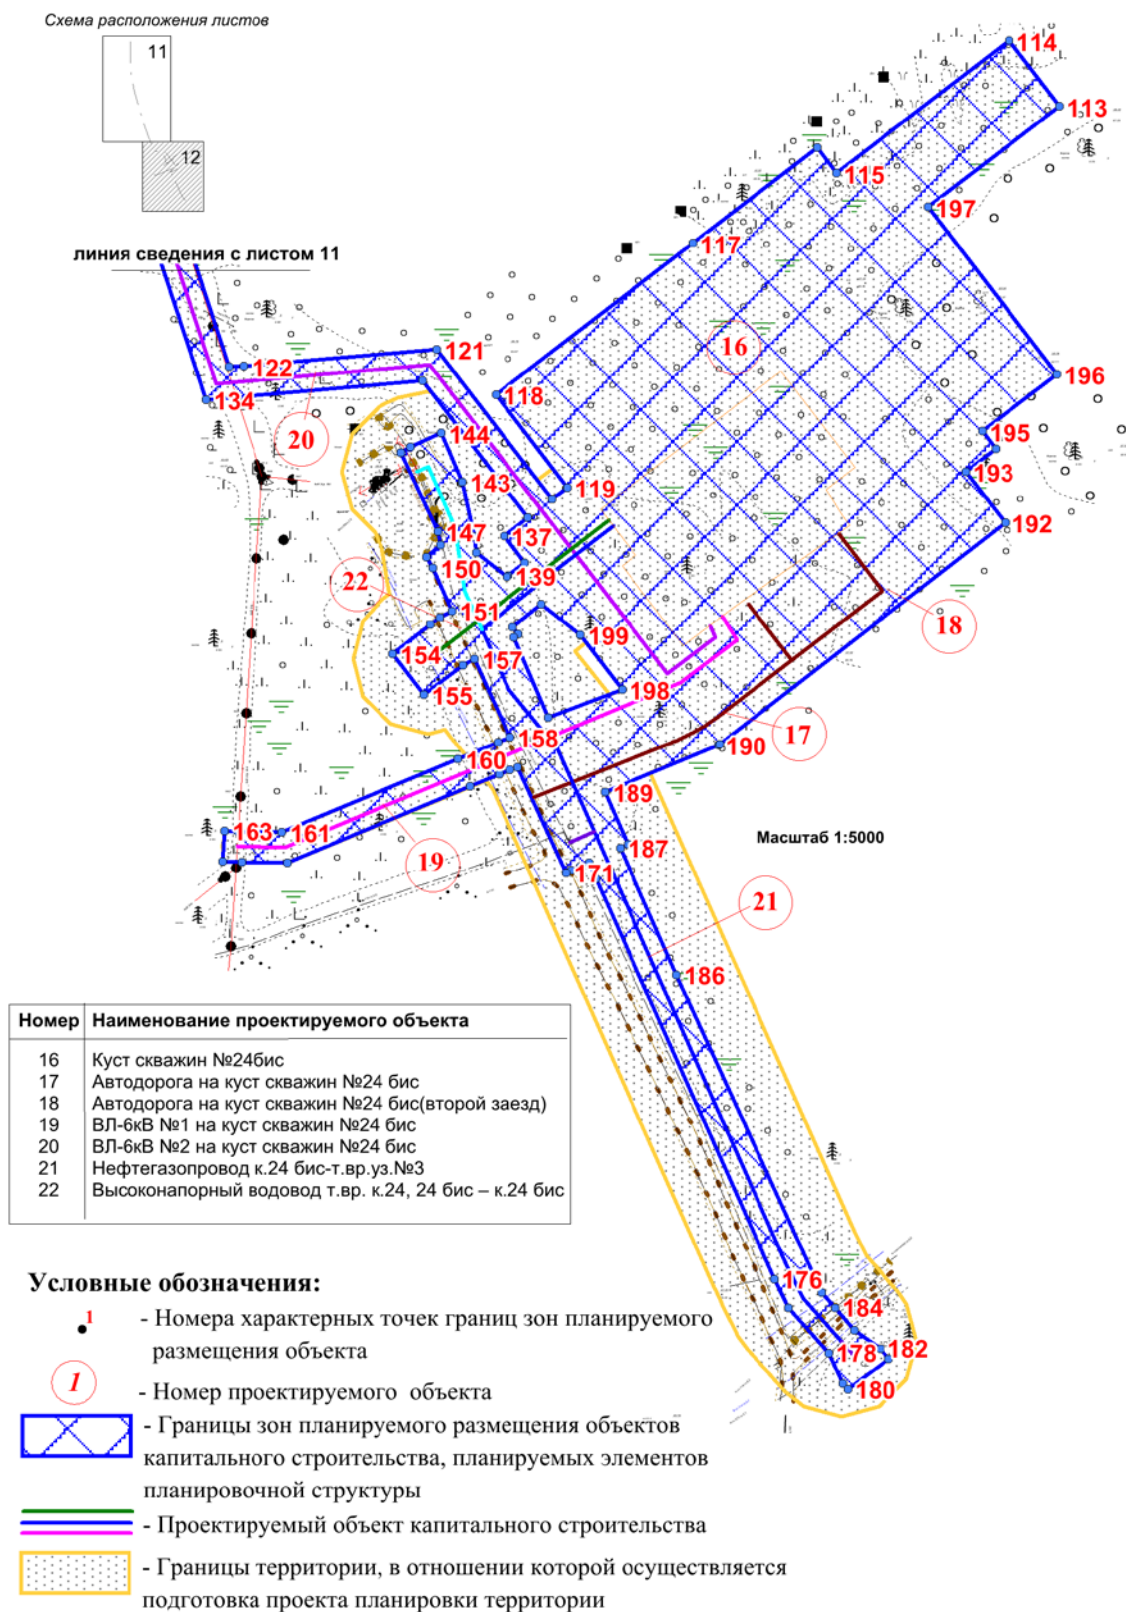 Схема расположения листов
11
12
линия сведения с листом 11
114
113
115
197
117
16
196
118
121
122
134
20
144
143
119
195
193
192
147
137
150
139
22
151
154
157
155
199
198
18
17
190
158
160
189
163
161
187
19
171
Масштаб 1:5000
21
186
176
184
178
182
180
Номер Наименование проектируемого объекта
16 Куст скважин №24бис
17 Автодорога на куст скважин №24 бис
18 Автодорога на куст скважин №24 бис(второй заезд)
19 ВЛ-6кВ №1 на куст скважин №24 бис
20 ВЛ-6кВ №2 на куст скважин №24 бис
21 Нефтегазопровод к.24 бис-т.вр.уз.№3
22 Высоконапорный водовод т.вр. к.24, 24 бис – к.24 бис
Условные обозначения:
1 - Номера характерных точек границ зон планируемого
размещения объекта
1 - Номер проектируемого объекта
- Границы зон планируемого размещения объектов
капитального строительства, планируемых элементов
планировочной структуры
- Проектируемый объект капитального строительства
- Границы территории, в отношении которой осуществляется
подготовка проекта планировки территории